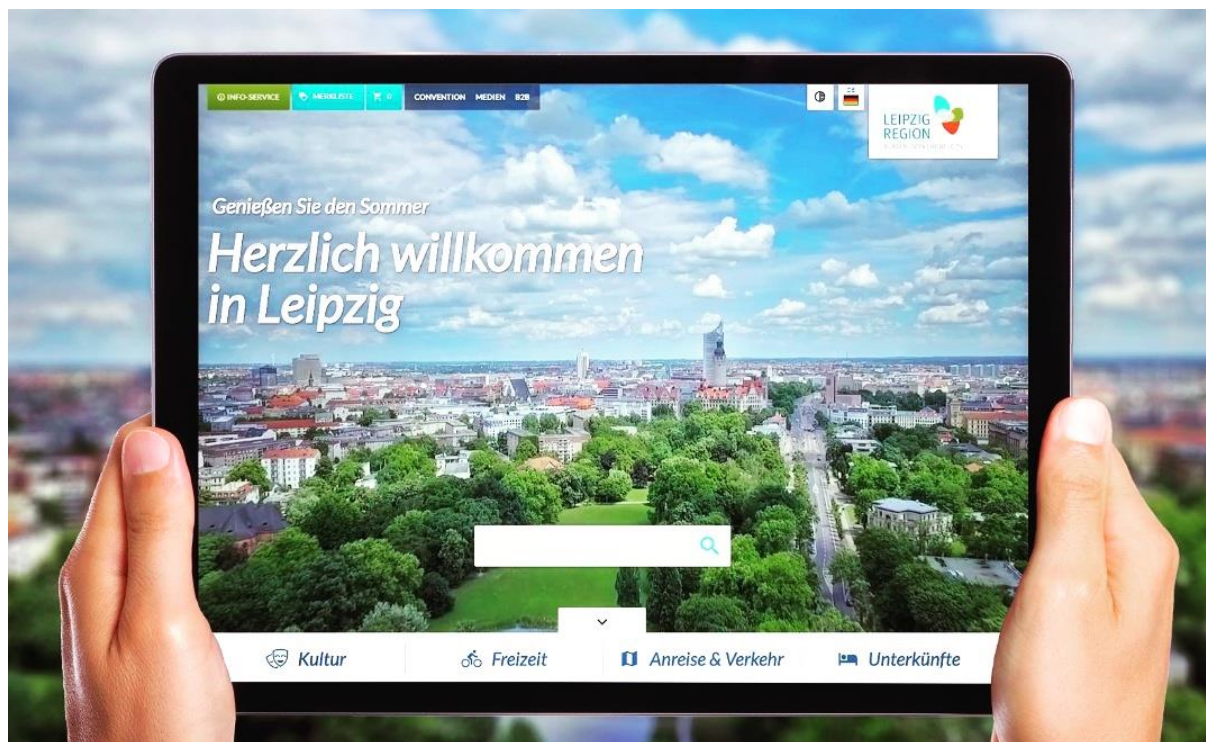 INFO-SERVICE
MERKLISTE
0
CONVENTION MEDIEN B2B
DE
LEIPZIG
REGION
Genießen Sie den Sommer
Herzlich willkommen
in Leipzig
Kultur
Freizeit
Anreise & Verkehr
Unterkünfte